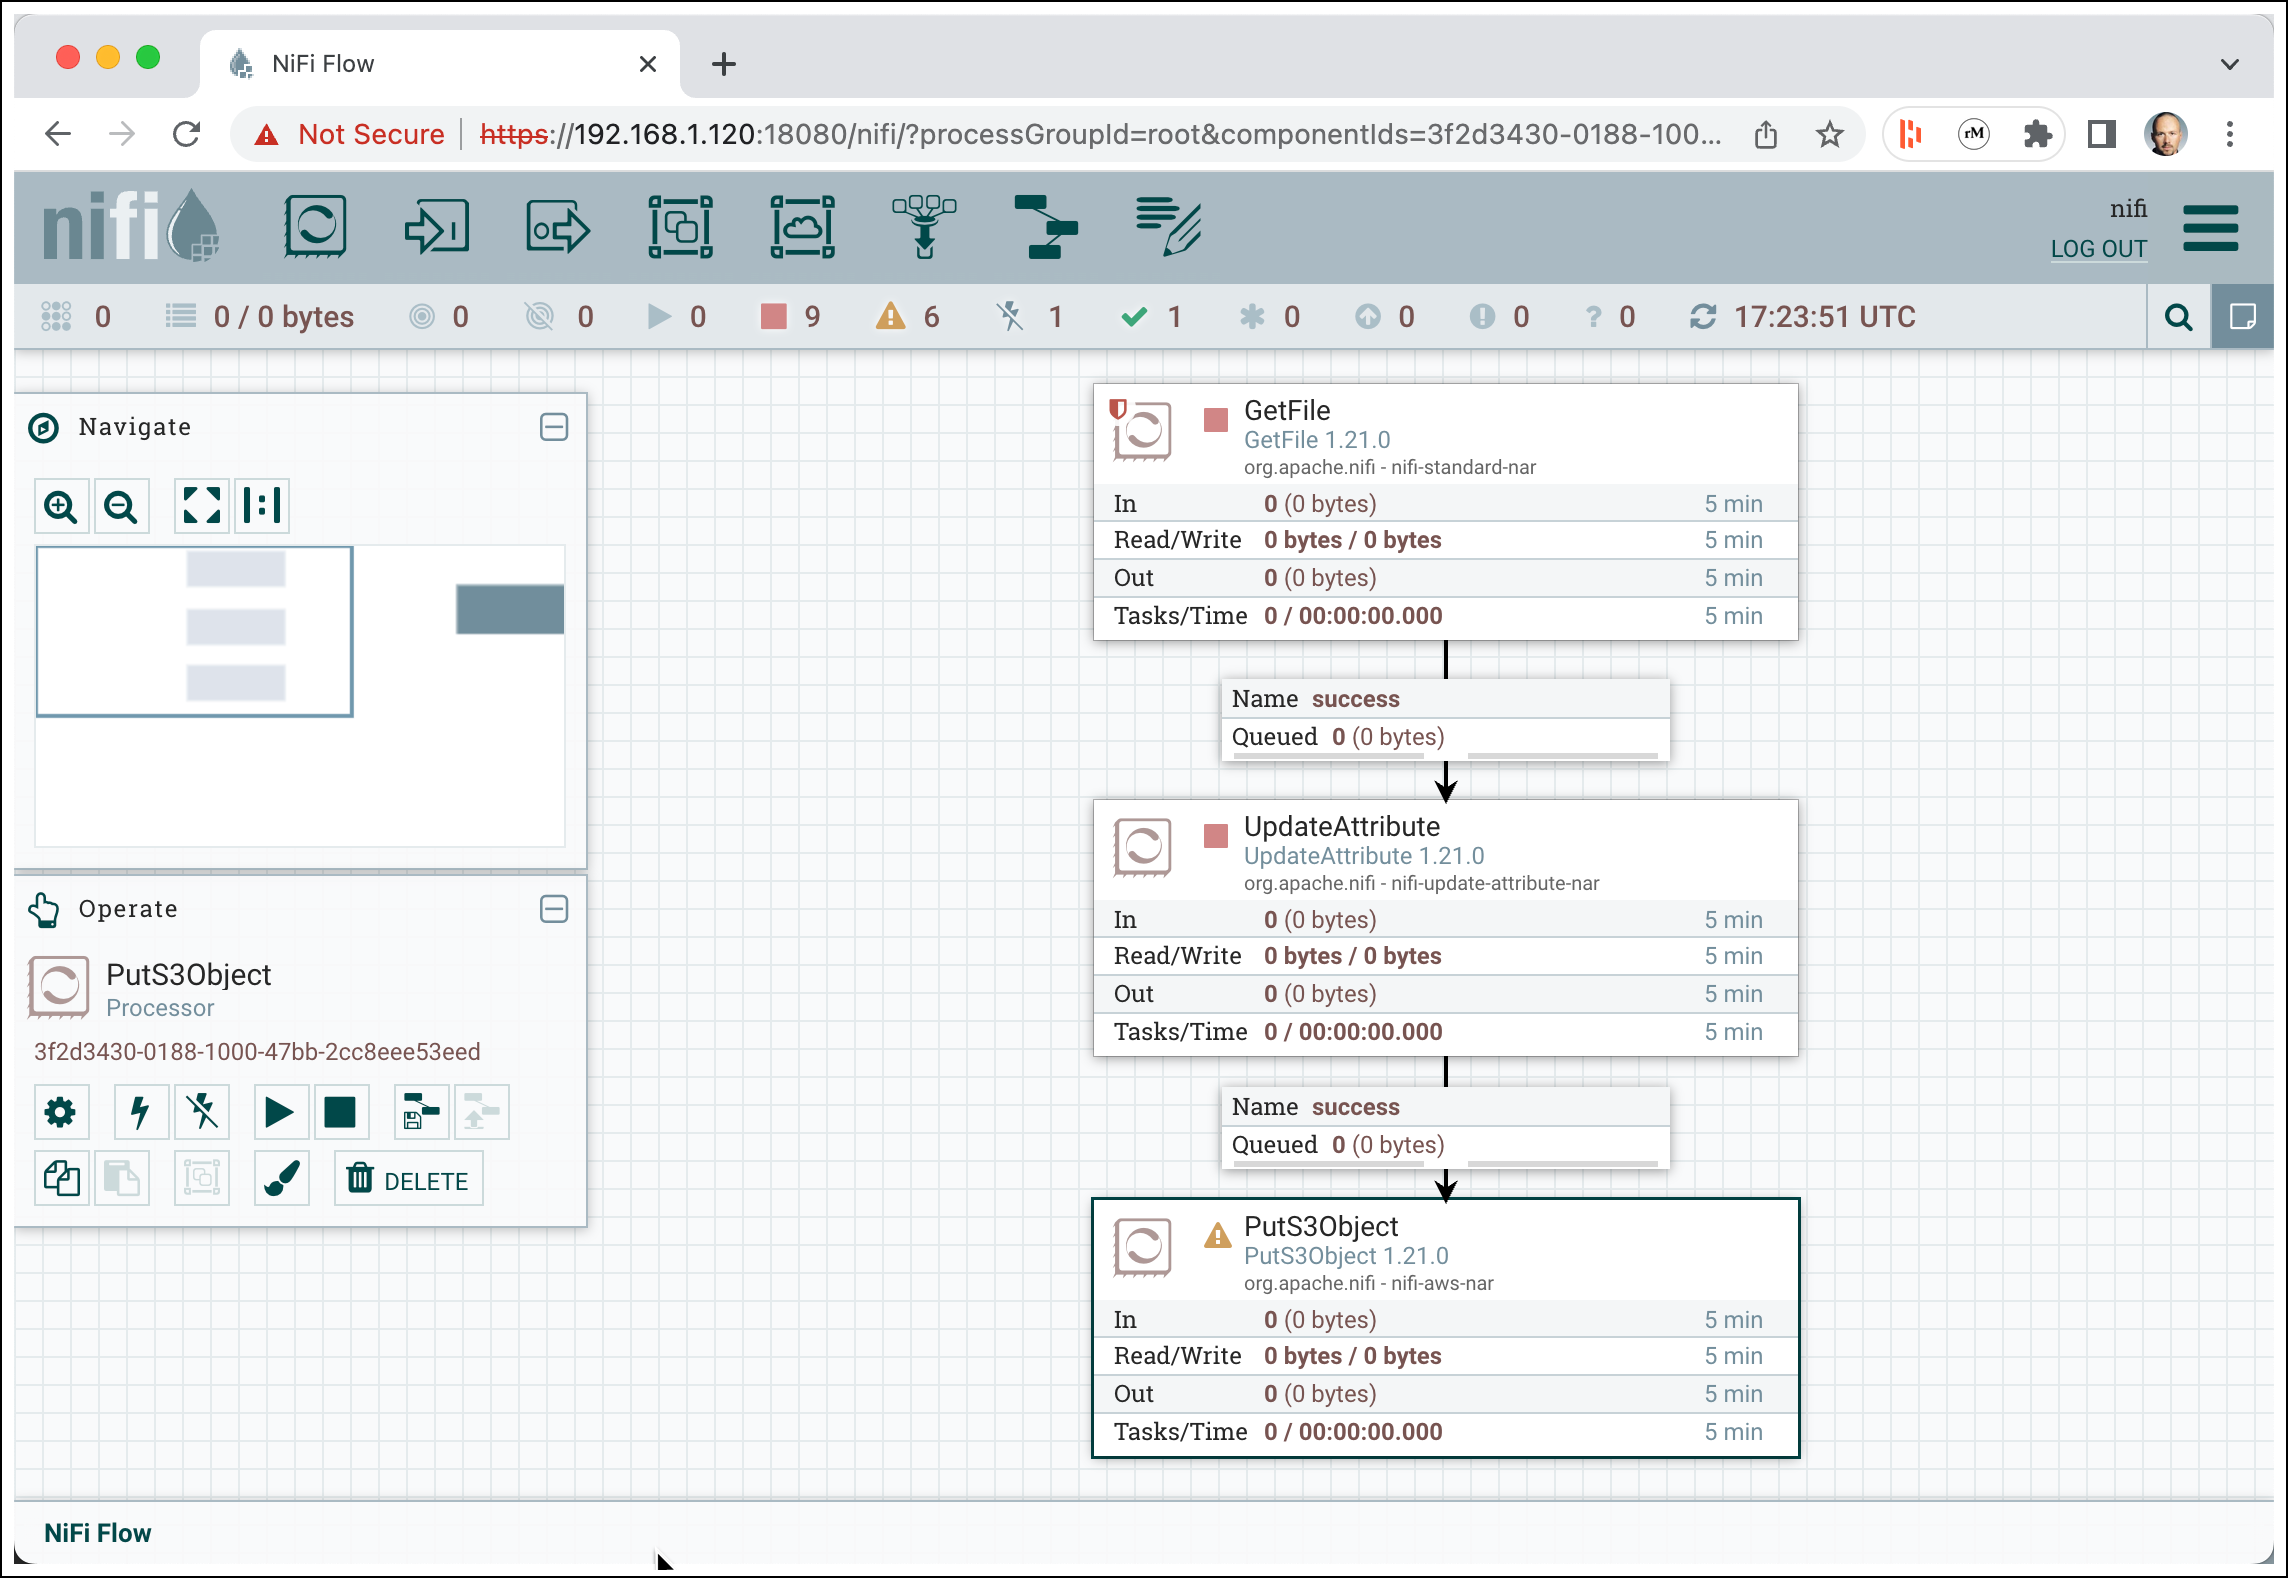 NiFi Flow
Not Secure https://192.168.1.120:18080/nifi/?processGroupId=root&componentIds=3f2d3430-0188-100...
rM
nifi
nifi
LOG OUT
0 0 / 0 bytes 0 0 0 9 6 1 1 0 0 0 ? 0 17:23:51 UTC
Navigate
Operate
PutS3Object
Processor
3f2d3430-0188-1000-47bb-2cc8eee53eed
DELETE
GetFile
GetFile 1.21.0
org.apache.nifi - nifi-standard-nar
In 0 (0 bytes) 5 min
Read/Write 0 bytes / 0 bytes 5 min
Out 0 (0 bytes) 5 min
Tasks/Time 0 / 00:00:00.000 5 min
Name success
Queued 0 (0 bytes)
UpdateAttribute
UpdateAttribute 1.21.0
org.apache.nifi - nifi-update-attribute-nar
In 0 (0 bytes) 5 min
Read/Write 0 bytes / 0 bytes 5 min
Out 0 (0 bytes) 5 min
Tasks/Time 0 / 00:00:00.000 5 min
Name success
Queued 0 (0 bytes)
PutS3Object
PutS3Object 1.21.0
org.apache.nifi - nifi-aws-nar
In 0 (0 bytes) 5 min
Read/Write 0 bytes / 0 bytes 5 min
Out 0 (0 bytes) 5 min
Tasks/Time 0 / 00:00:00.000 5 min
NiFi Flow